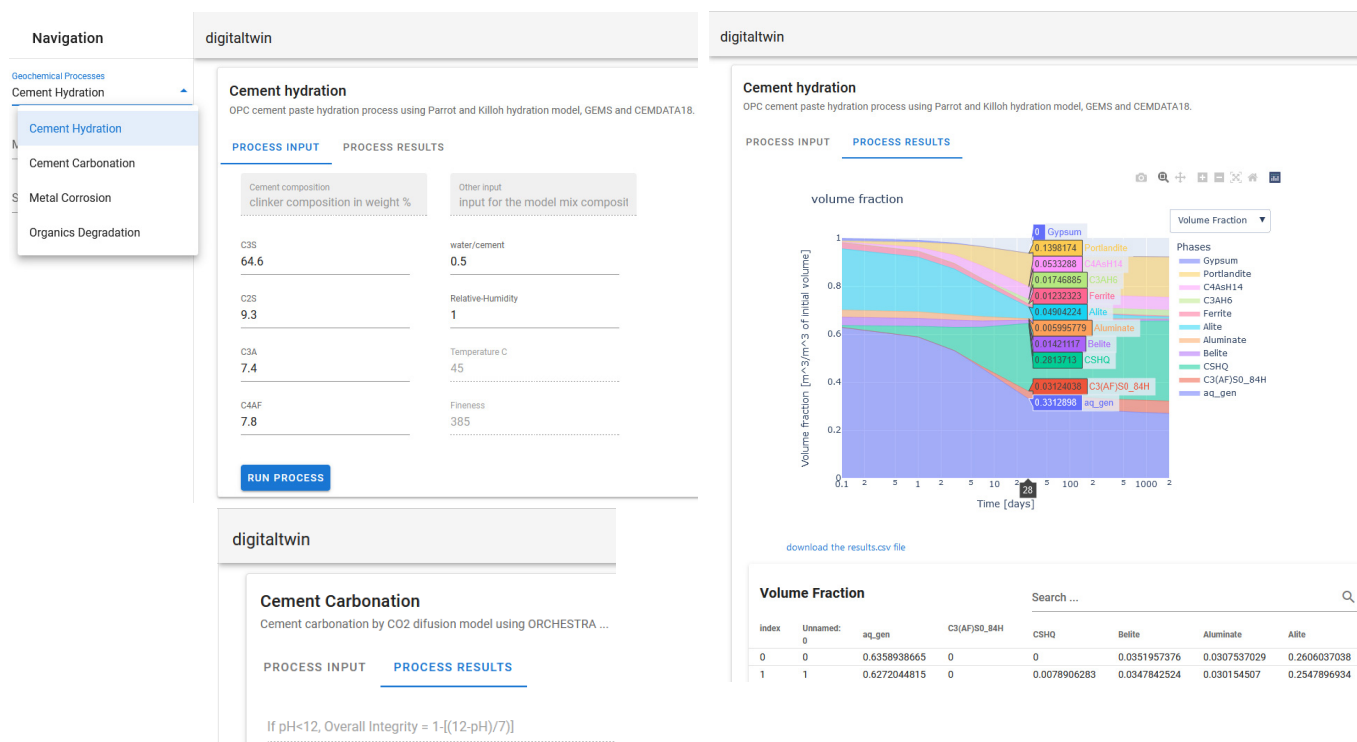 Navigation
Geochemical Processes
Cement Hydration
Cement Hydration
Cement Carbonation
Metal Corrosion
Organics Degradation
M
S
digitaltwin
Cement hydration
OPC cement paste hydration process using Parrot and Killoh hydration model, GEMS and CEMDATA18.
PROCESS INPUT PROCESS RESULTS
Cement composition
clinker composition in weight %
Other input
input for the model mix composit
C3S
64.6
water/cement
0.5
C2S
9.3
Relative-Humidity
1
C3A
7.4
Temperature C
45
C4AF
7.8
Fineness
385
RUN PROCESS
digitaltwin
Cement Carbonation
Cement carbonation by CO2 difusion model using ORCHESTRA ...
PROCESS INPUT PROCESS RESULTS
If pH<12, Overall Integrity = 1-[(12-pH)/7)]
digitaltwin
Cement hydration
OPC cement paste hydration process using Parrot and Killoh hydration model, GEMS and CEMDATA18.
PROCESS INPUT PROCESS RESULTS
volume fraction
Volume Fraction ▼
Phases
Gypsum
Portlandite
C4AsH14
C3AH6
Ferrite
Alite
Aluminate
Belite
CSHQ
C3(AF)S0_84H
aq_gen
0 Gypsum
0.1398174 Portlandite
0.0533288 C4AsH14
0.01746885 C3AH6
0.01232323 Ferrite
0.04904224 Alite
0.005995779 Aluminate
0.01421117 Belite
0.2813713 CSHQ
0.03124038 C3(AF)S0_84H
0.3312898 aq_gen
Volume fraction [m^3/m^3 of initial volume]
1
0.8
0.6
0.4
0.2
0
0.1 2 5 1 2 5 10 2 5 100 2 5 1000 2
28
Time [days]
download the results.csv file
Volume Fraction
Search ...
index Unnamed: 0 aq_gen C3(AF)S0_84H CSHQ Belite Aluminate Alite
0 0 0.6358938665 0 0 0.0351957376 0.0307537029 0.2606037038
1 1 0.6272044815 0 0.0078906283 0.0347842524 0.030154507 0.2547896934